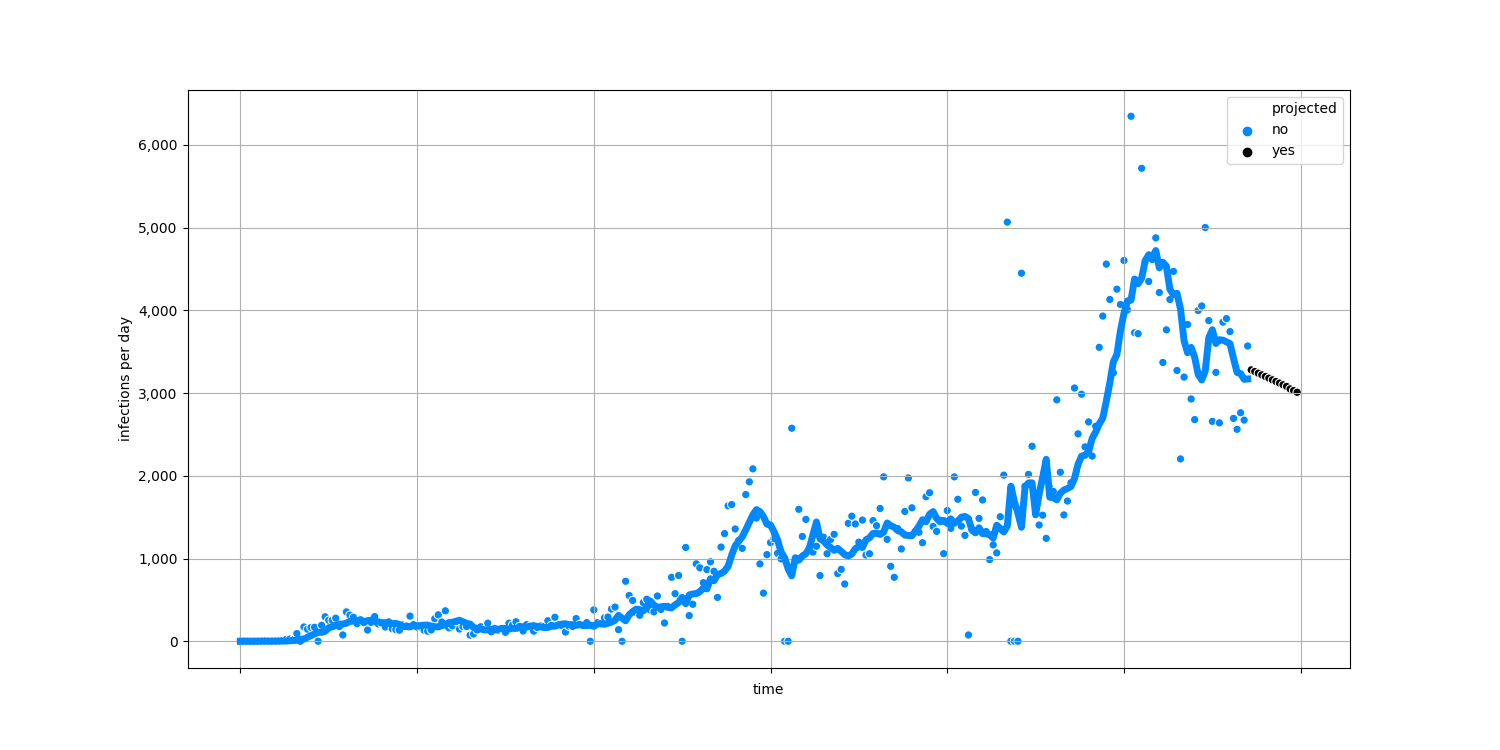 projected
no
yes
6,000
5,000
4,000
3,000
2,000
1,000
0
infections per day
time